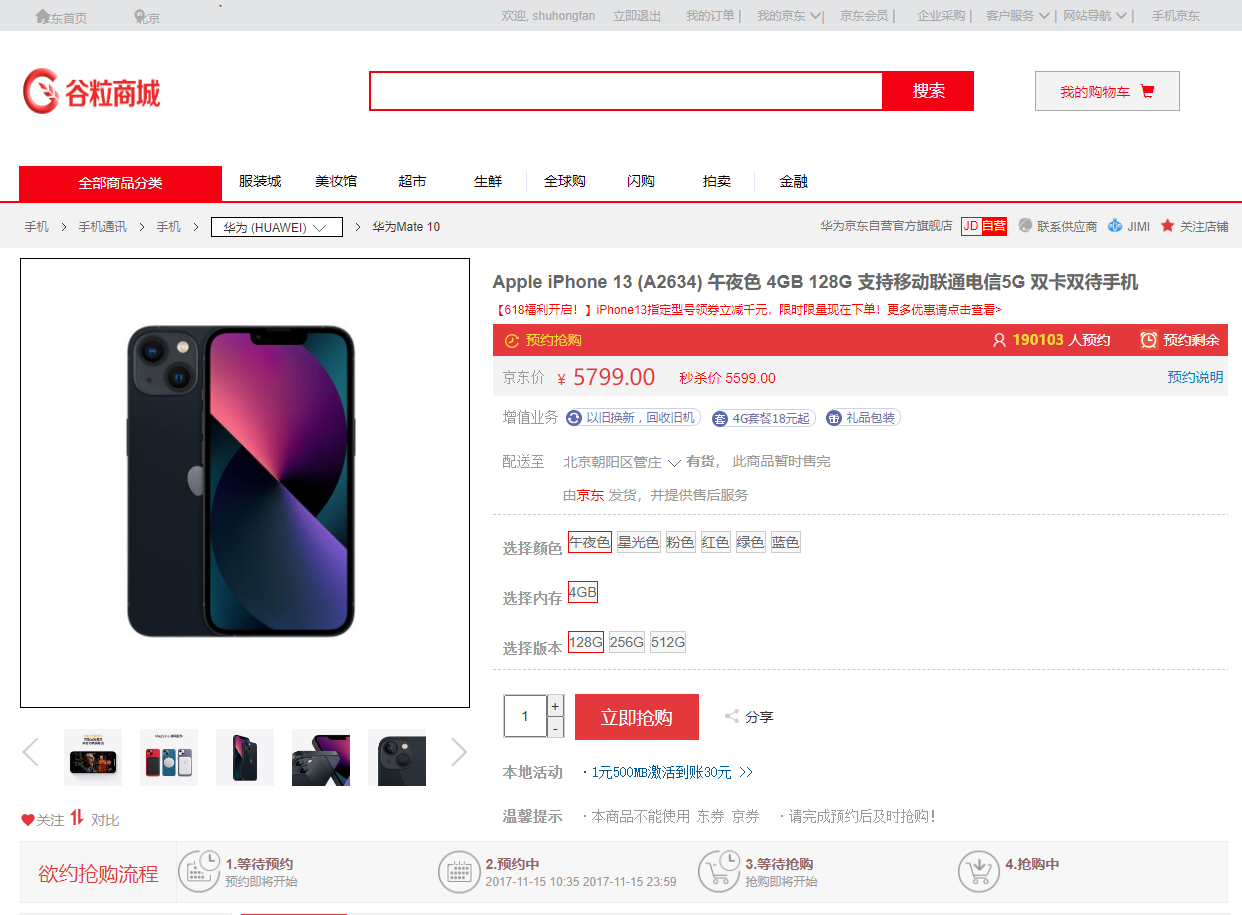 京东首页 北京 欢迎, shuhongfan 立即退出 我的订单 | 我的京东 | 京东会员 | 企业采购 | 客户服务 | 网站导航 | 手机京东
谷粒商城
搜索
我的购物车
全部商品分类 服装城 美妆馆 超市 生鲜 全球购 闪购 拍卖 金融
手机 > 手机通讯 > 手机 > 华为 (HUAWEI) > 华为Mate 10 华为京东自营官方旗舰店 JD 自营 联系供应商 JIMI 关注店铺
Apple iPhone 13 (A2634) 午夜色 4GB 128G 支持移动联通电信5G 双卡双待手机
【618福利开启！】iPhone13指定型号领券立减千元，限时限量现在下单！更多优惠请点击查看>
预约抢购 190103 人预约 预约剩余
京东价 ¥ 5799.00 秒杀价 5599.00 预约说明
增值业务 以旧换新，回收旧机 套 4G套餐18元起 礼品包装
配送至 北京朝阳区管庄 有货， 此商品暂时售完
由京东 发货，并提供售后服务
选择颜色 午夜色 星光色 粉色 红色 绿色 蓝色
选择内存 4GB
选择版本 128G 256G 512G
1 + - 立即抢购 分享
本地活动 ·1元500MB激活到账30元 >>
温馨提示 ·本商品不能使用 东券 京券 ·请完成预约后及时抢购！
关注 对比
欲约抢购流程
1.等待预约
预约即将开始
2.预约中
2017-11-15 10:35 2017-11-15 23:59
3.等待抢购
抢购即将开始
4.抢购中